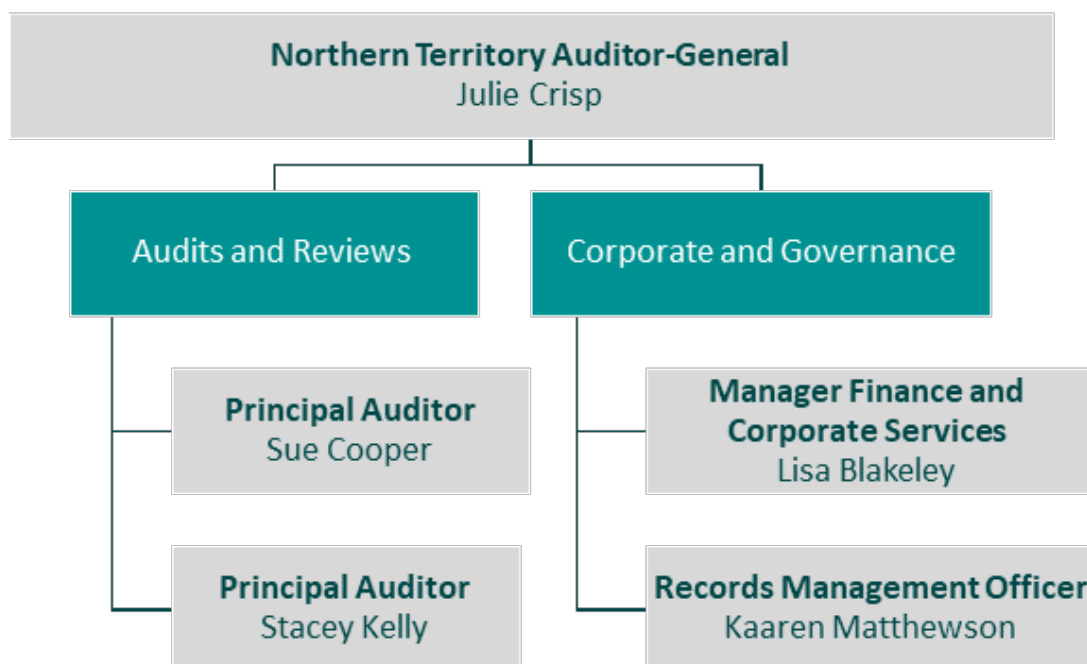 Northern Territory Auditor-General
Julie Crisp
Audits and Reviews
Corporate and Governance
Principal Auditor
Sue Cooper
Manager Finance and
Corporate Services
Lisa Blakeley
Principal Auditor
Stacey Kelly
Records Management Officer
Kaaren Matthewson